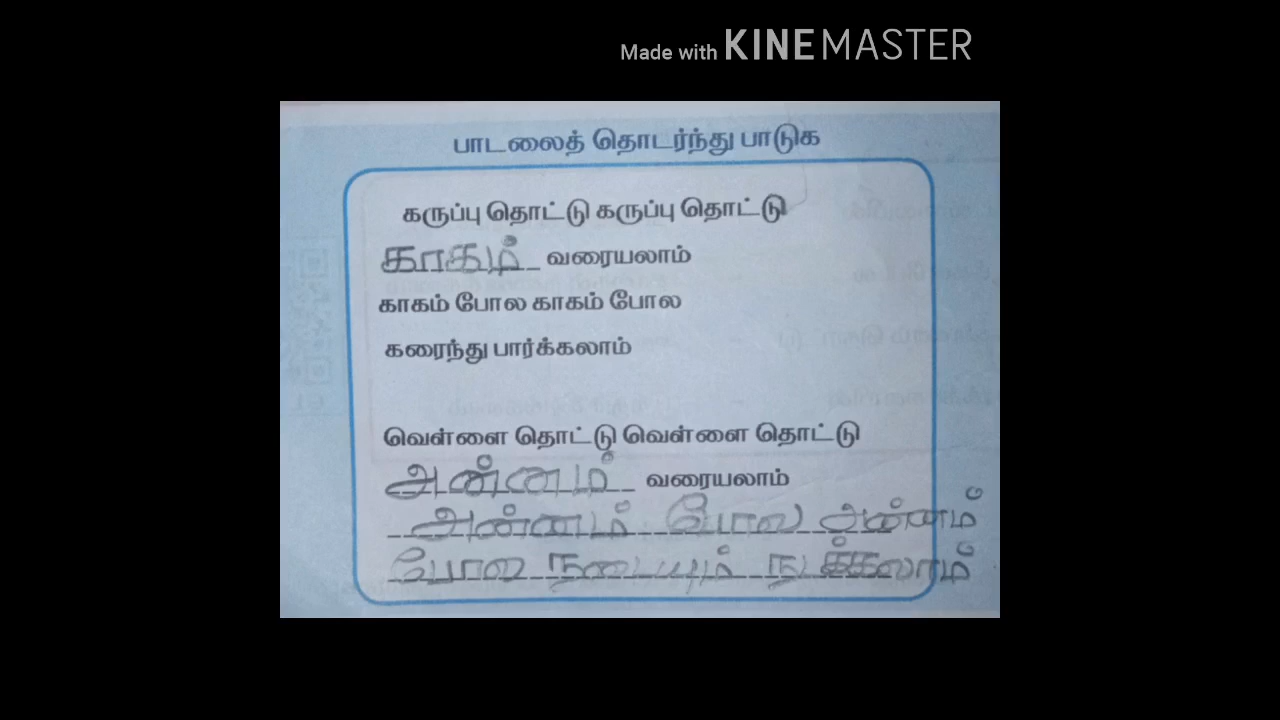 Made with KINEMASTER
பாடலைத் தொடர்ந்து பாடுக
கருப்பு தொட்டு கருப்பு தொட்டு
காகம் வரையலாம்
காகம் போல காகம் போல
கரைந்து பார்க்கலாம்
வெள்ளை தொட்டு வெள்ளை தொட்டு
அன்னம் வரையலாம்
அன்னம் போல அன்னம்
போல நடையும் நடக்கலாம்